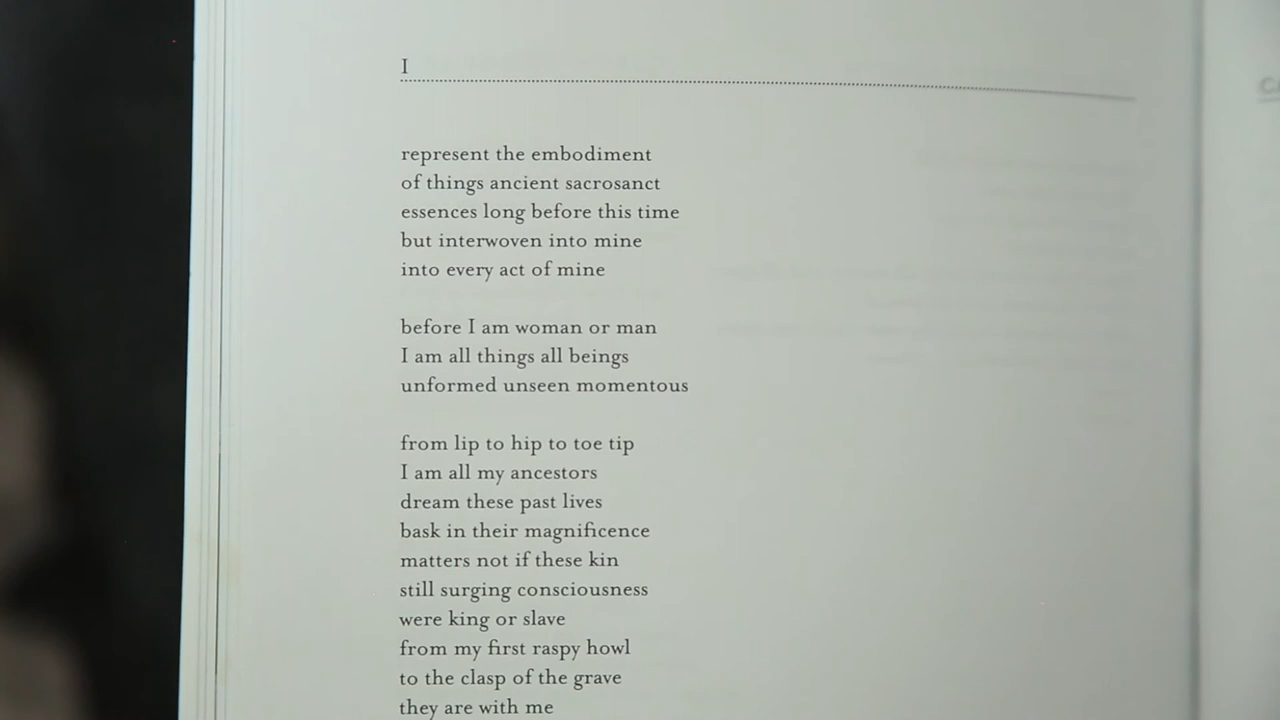 I
represent the embodiment
of things ancient sacrosanct
essences long before this time
but interwoven into mine
into every act of mine
before I am woman or man
I am all things all beings
unformed unseen momentous
from lip to hip to toe tip
I am all my ancestors
dream these past lives
bask in their magnificence
matters not if these kin
still surging consciousness
were king or slave
from my first raspy howl
to the clasp of the grave
they are with me